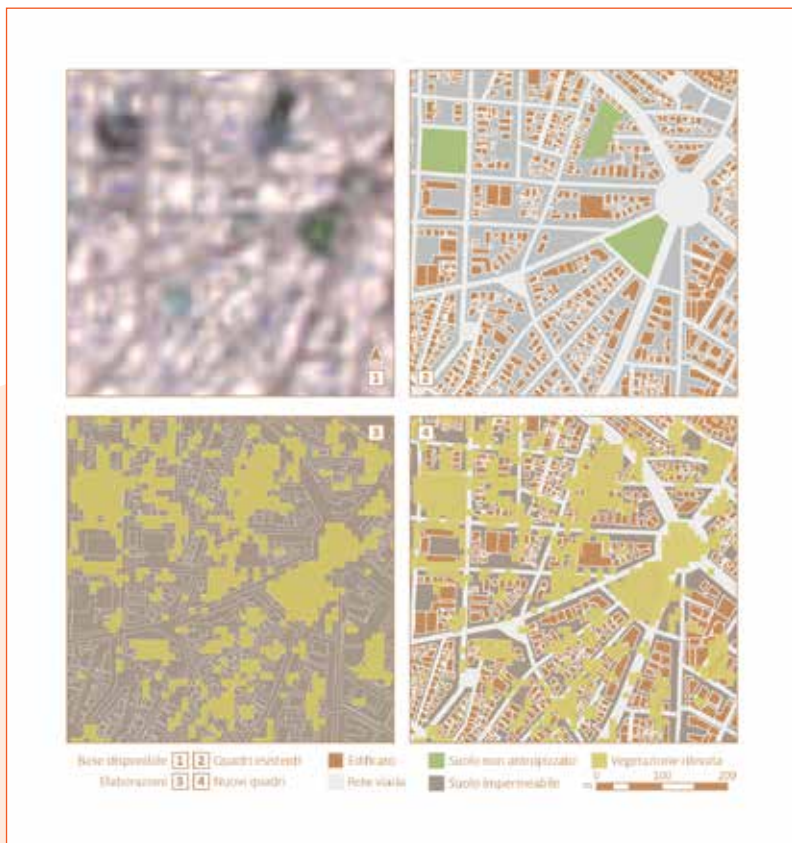 1
2
3
4
Base disponibile 1 2 Quadri esistenti
Elaborazioni 3 4 Nuovi quadri
Edificato
Rete viaria
Suolo non antropizzato
Suolo impermeabile
Vegetazione rilevata
0 100 200
m